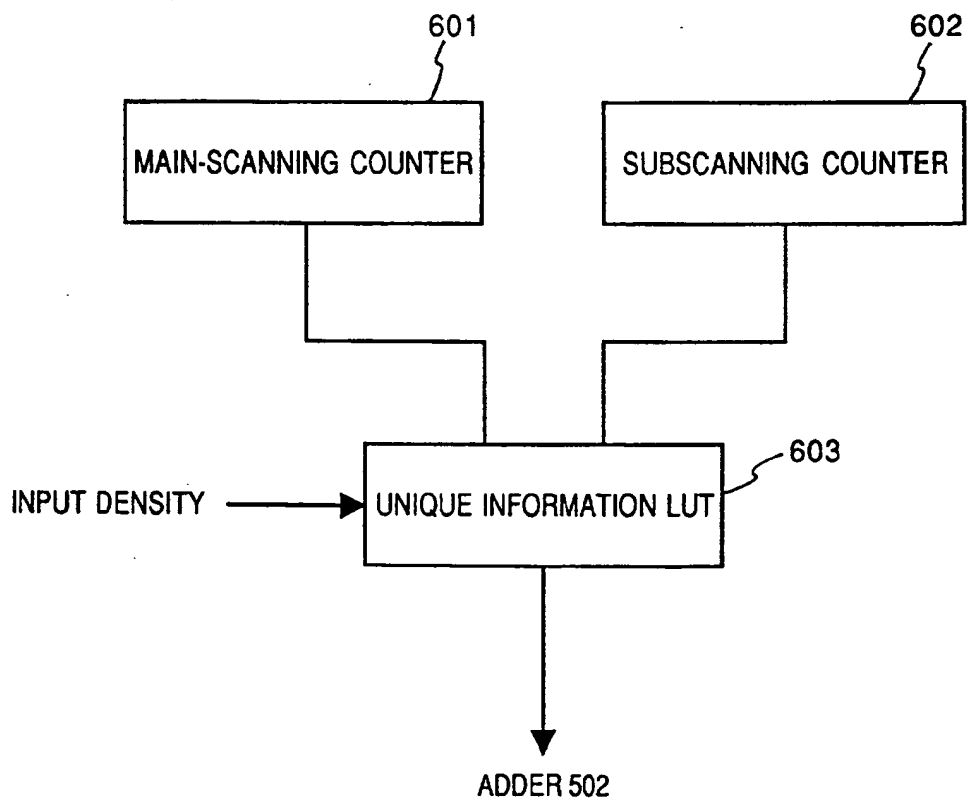 601
602
MAIN-SCANNING COUNTER
SUBSCANNING COUNTER
603
INPUT DENSITY
UNIQUE INFORMATION LUT
ADDER 502